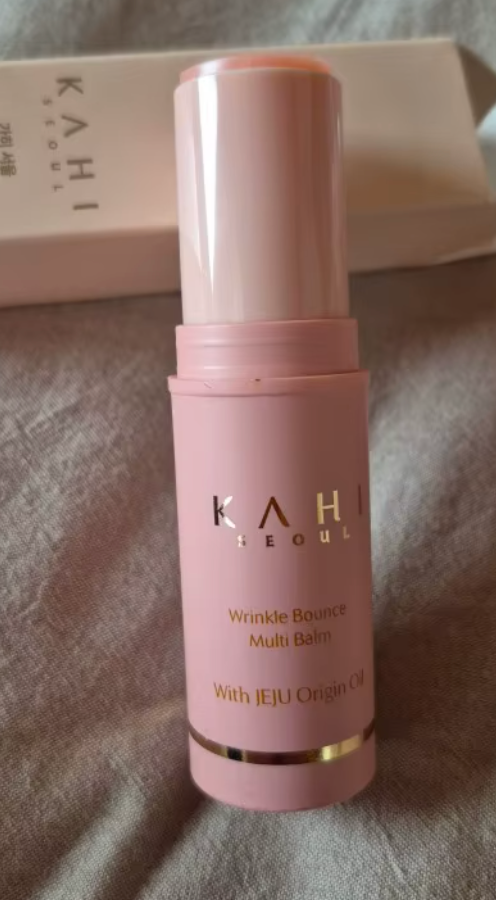 KAHI
SEOUL
가히 서울
KAHI
SEOUL
Wrinkle Bounce
Multi Balm
With JEJU Origin Oil